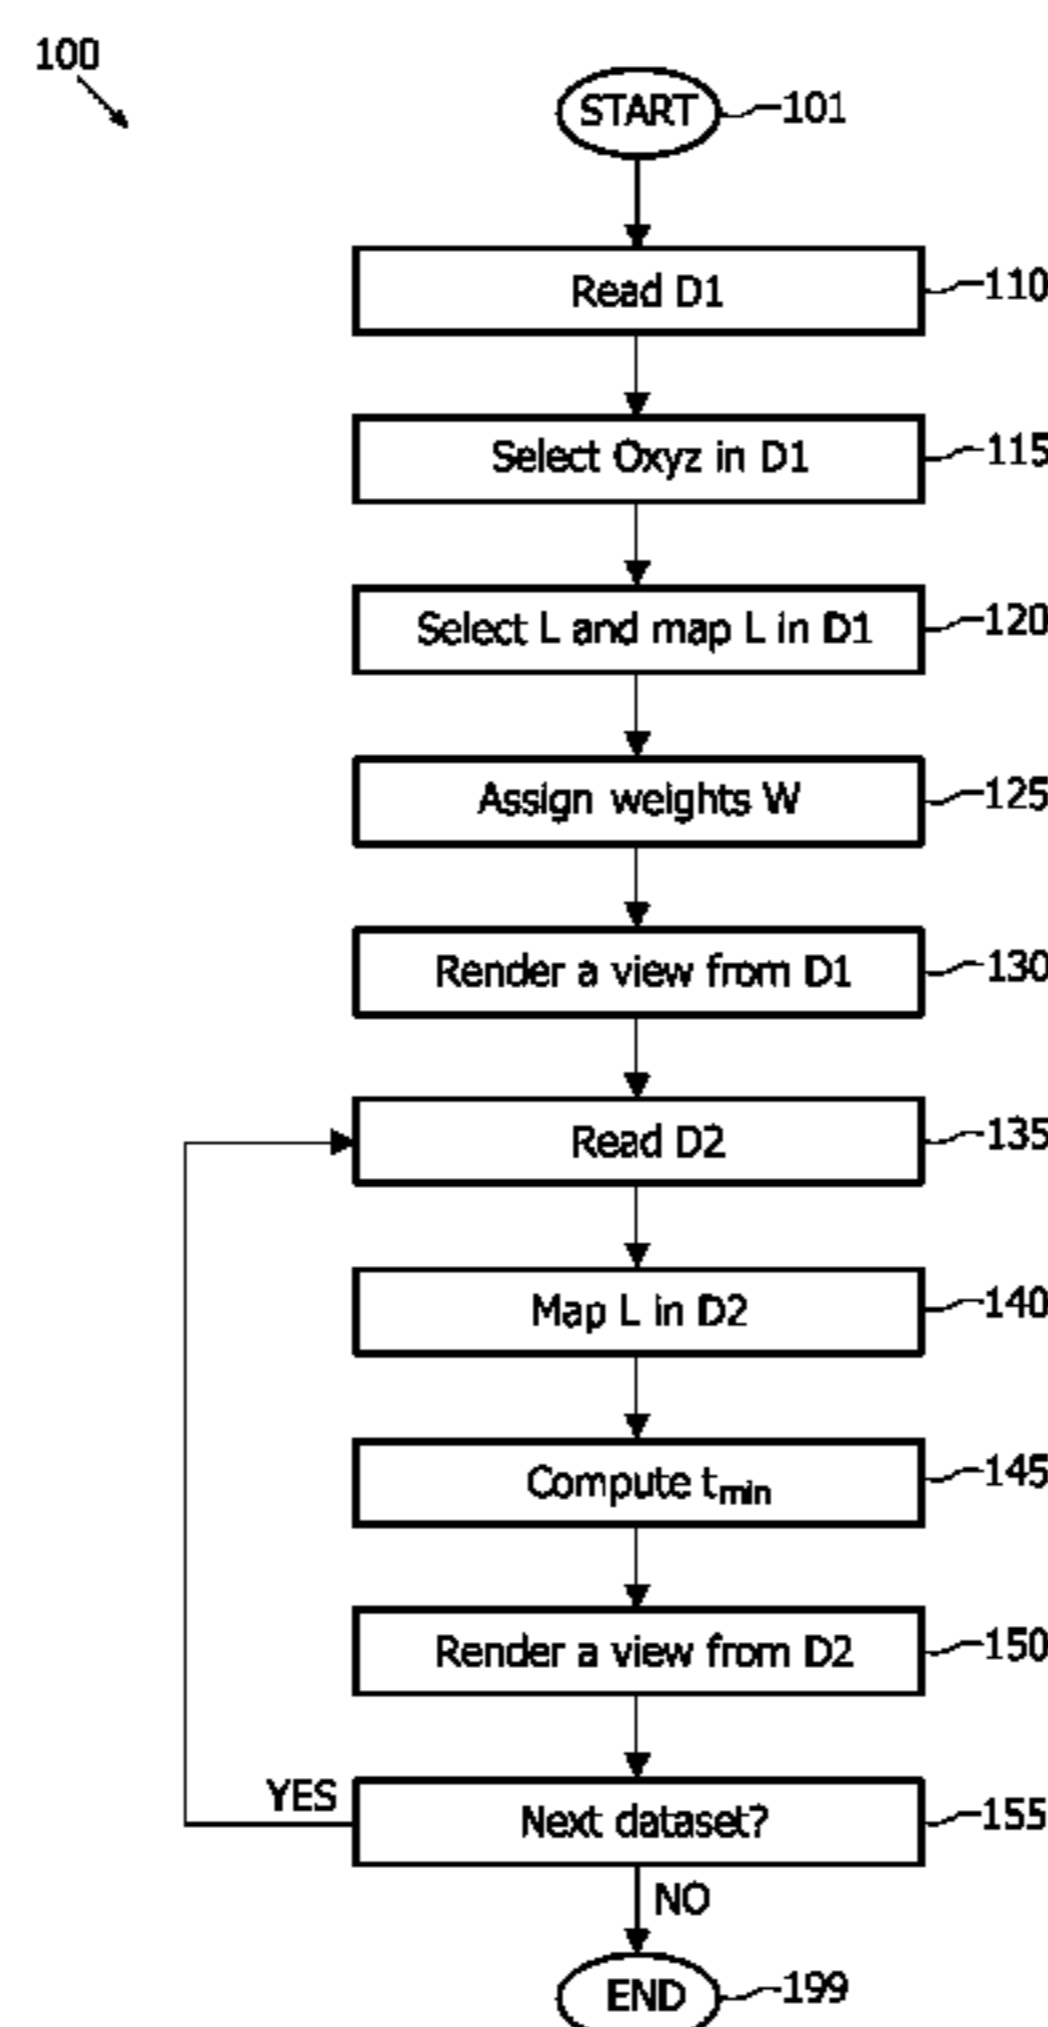 100
START 101
Read D1 110
Select Oxyz in D1 115
Select L and map L in D1 120
Assign weights W 125
Render a view from D1 130
Read D2 135
Map L in D2 140
Compute tmin 145
Render a view from D2 150
YES
Next dataset? 155
NO
END 199